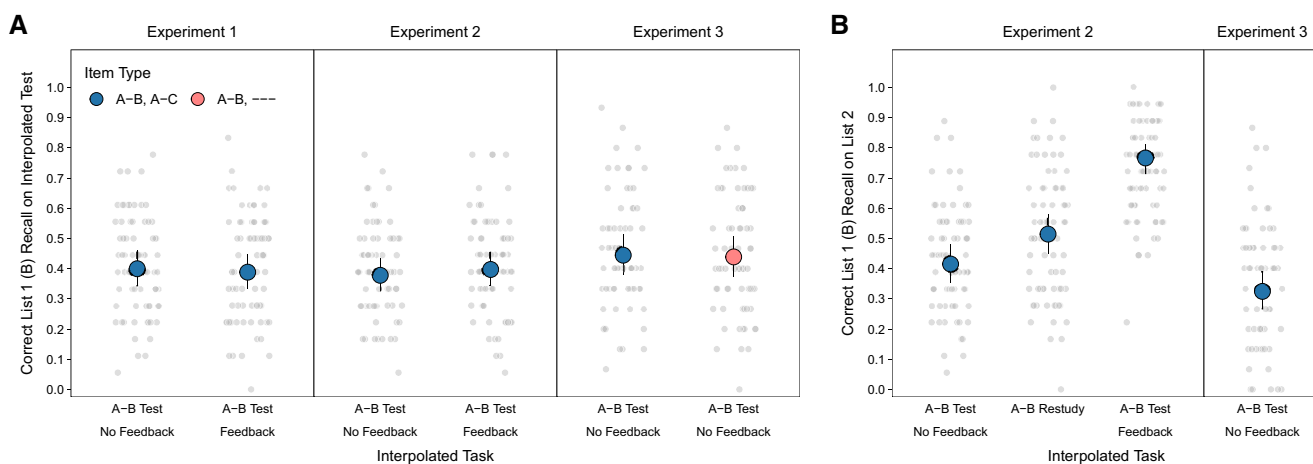 A
Experiment 1
Experiment 2
Experiment 3
Correct List 1 (B) Recall on Interpolated Test
Item Type
A−B, A−C
A−B, −−−
1.0
0.9
0.8
0.7
0.6
0.5
0.4
0.3
0.2
0.1
0.0
A−B Test
No Feedback
A−B Test
Feedback
A−B Test
No Feedback
A−B Test
Feedback
A−B Test
No Feedback
A−B Test
No Feedback
Interpolated Task
B
Experiment 2
Experiment 3
Correct List 1 (B) Recall on List 2
1.0
0.9
0.8
0.7
0.6
0.5
0.4
0.3
0.2
0.1
0.0
A−B Test
No Feedback
A−B Restudy
A−B Test
Feedback
A−B Test
No Feedback
Interpolated Task